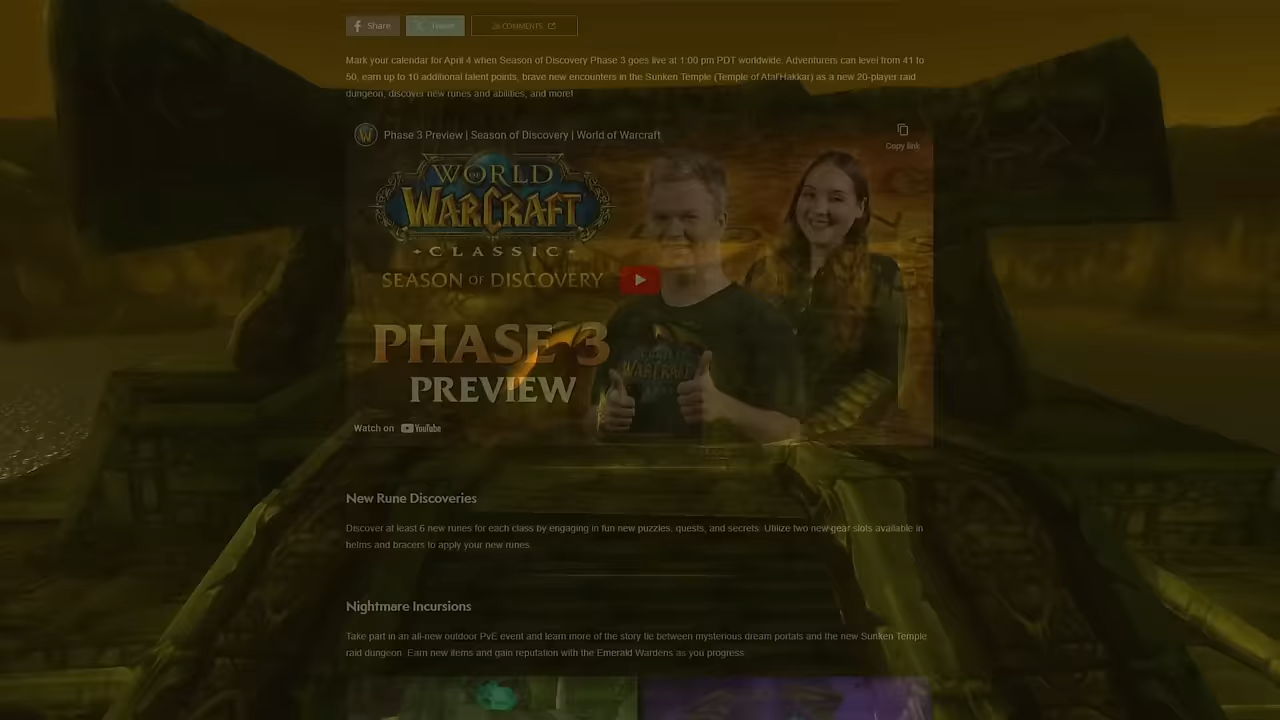 Share
Tweet
COMMENTS
Mark your calendar for April 4 when Season of Discovery Phase 3 goes live at 1:00 pm PDT worldwide. Adventurers can level from 41 to
50, earn up to 10 additional talent points, brave new encounters in the Sunken Temple (Temple of Atal'Hakkar) as a new 20-player raid
dungeon, discover new runes and abilities, and more!
Phase 3 Preview | Season of Discovery | World of Warcraft
Copy link
WORLD
OF
WARCRAFT
CLASSIC
SEASON OF DISCOVERY
PHASE 3
PREVIEW
WARCRAFT
Watch on YouTube
New Rune Discoveries
Discover at least 6 new runes for each class by engaging in fun new puzzles, quests, and secrets. Utilize two new gear slots available in
helms and bracers to apply your new runes.
Nightmare Incursions
Take part in an all-new outdoor PvE event and learn more of the story tie between mysterious dream portals and the new Sunken Temple
raid dungeon. Earn new items and gain reputation with the Emerald Wardens as you progress.